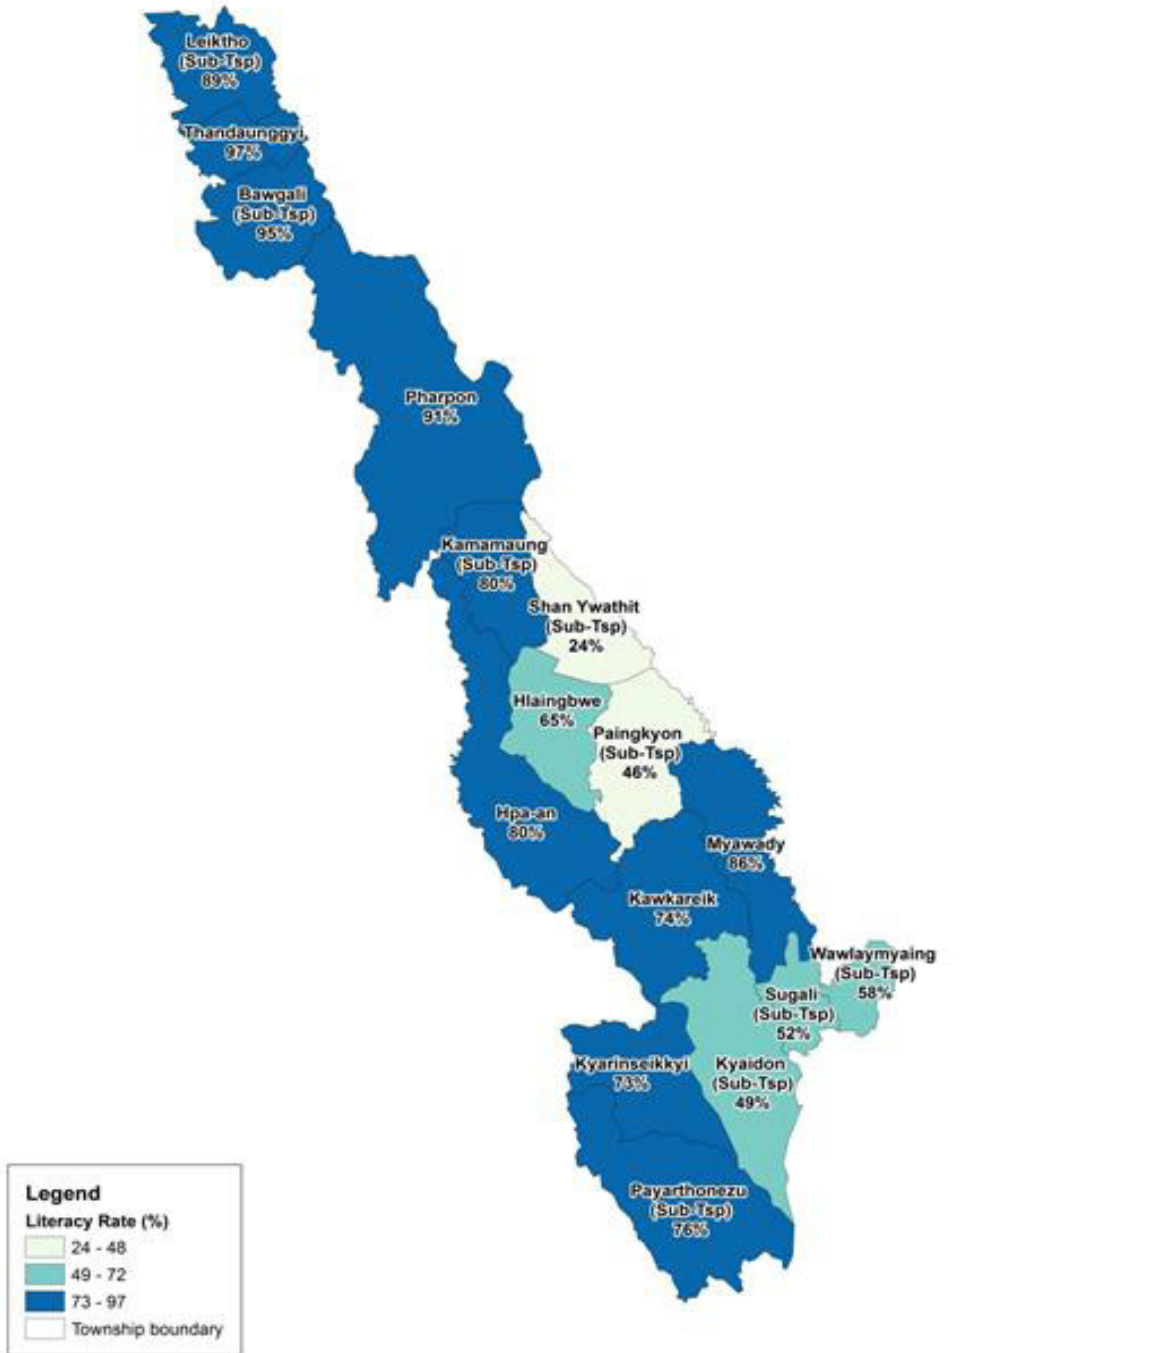 Leiktho
(Sub-Tsp)
89%
Thandaunggyi
97%
Bawgali
(Sub-Tsp)
95%
Pharpon
91%
Kamamaung
(Sub-Tsp)
80%
Shan Ywathit
(Sub-Tsp)
24%
Hlaingbwe
65%
Paingkyon
(Sub-Tsp)
46%
Hpa-an
80%
Myawady
86%
Kawkareik
74%
Wawlaymyaing
(Sub-Tsp)
58%
Sugali
(Sub-Tsp)
52%
Kyarinseikkyi
73%
Kyaidon
(Sub-Tsp)
49%
Payarthonezu
(Sub-Tsp)
76%
Legend
Literacy Rate (%)
24 - 48
49 - 72
73 - 97
Township boundary